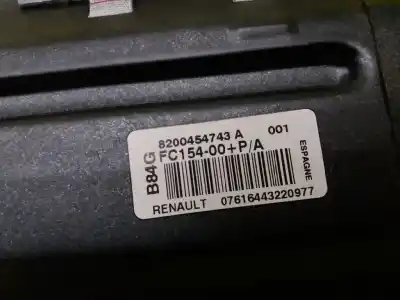 8200454743 A 001
FC154-00+P/A
B84G
ESPAGNE
RENAULT 07616443220977